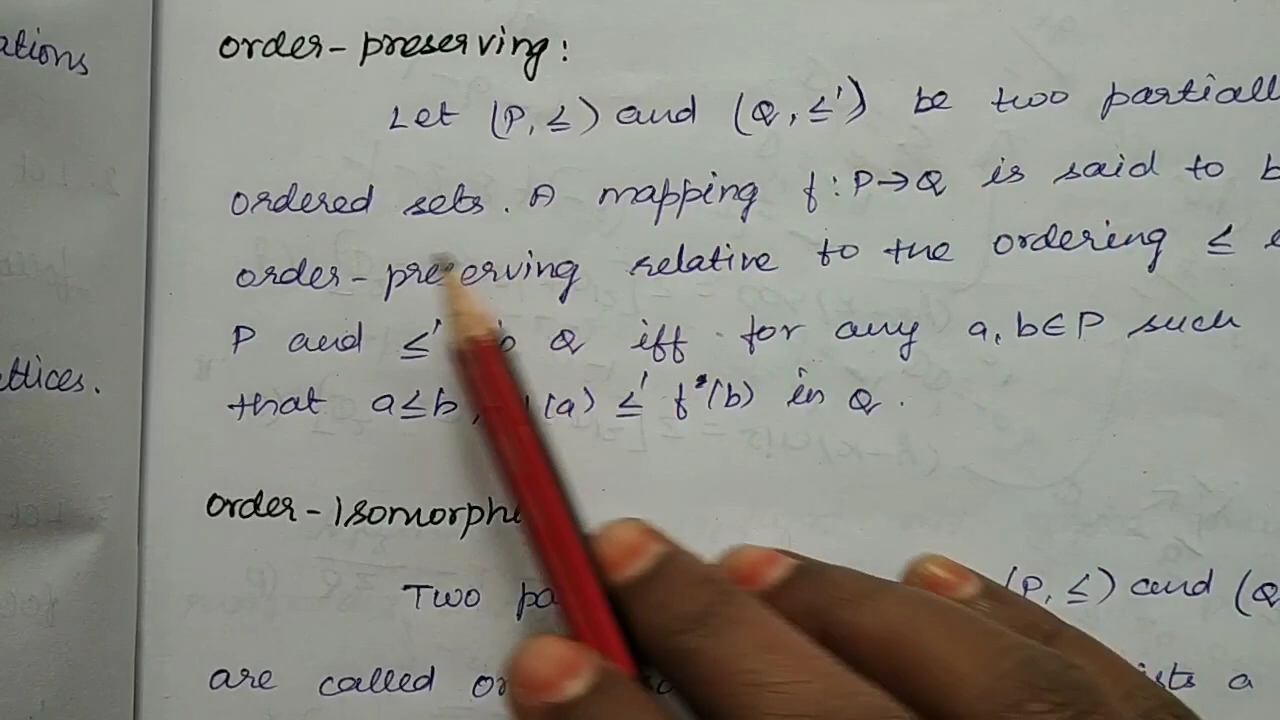 ations
order-preserving:
Let (P, ≤) and (Q, ≤') be two partiall
ordered sets. A mapping f : P→Q is said to b
order-preserving relative to the ordering ≤
P and ≤' Q iff for any a, b∈P such
that a≤b, (a) ≤' f(b) in Q.
ttices.
order-Isomorph
Two (P, ≤) and (Q
are called a